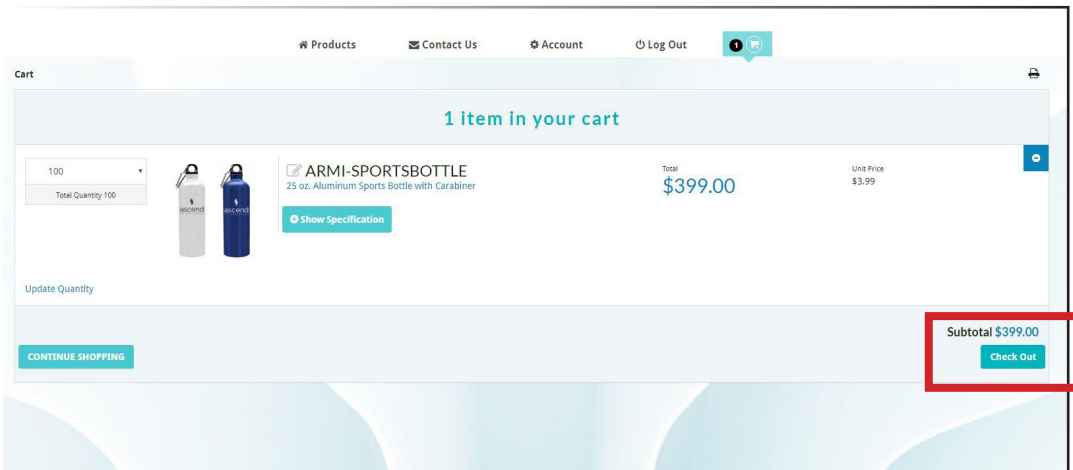 Products Contact Us Account Log Out 1
Cart
1 item in your cart
100
Total Quantity 100
ascend
ascend
ARMI-SPORTSBOTTLE
25 oz. Aluminum Sports Bottle with Carabiner
Show Specification
Total
$399.00
Unit Price
$3.99
Update Quantity
Subtotal $399.00
CONTINUE SHOPPING
Check Out